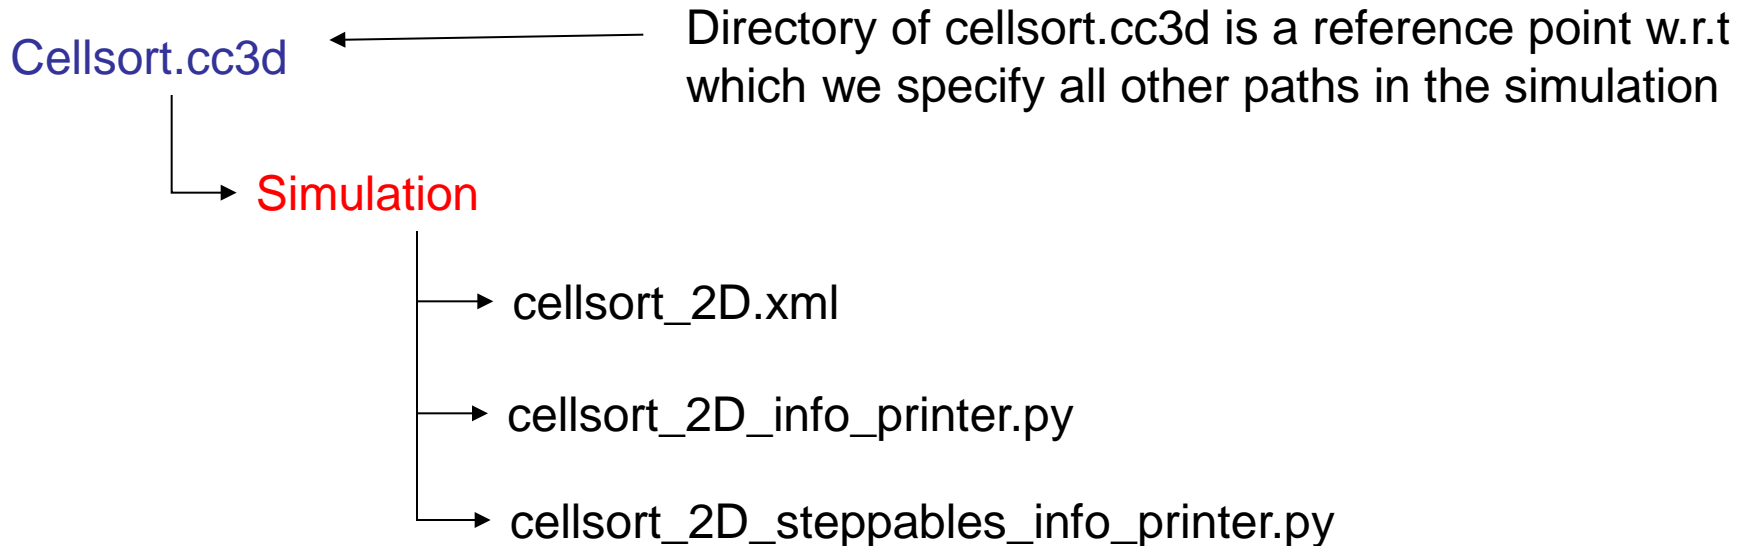 Cellsort.cc3d
Directory of cellsort.cc3d is a reference point w.r.t
which we specify all other paths in the simulation
Simulation
cellsort_2D.xml
cellsort_2D_info_printer.py
cellsort_2D_steppables_info_printer.py